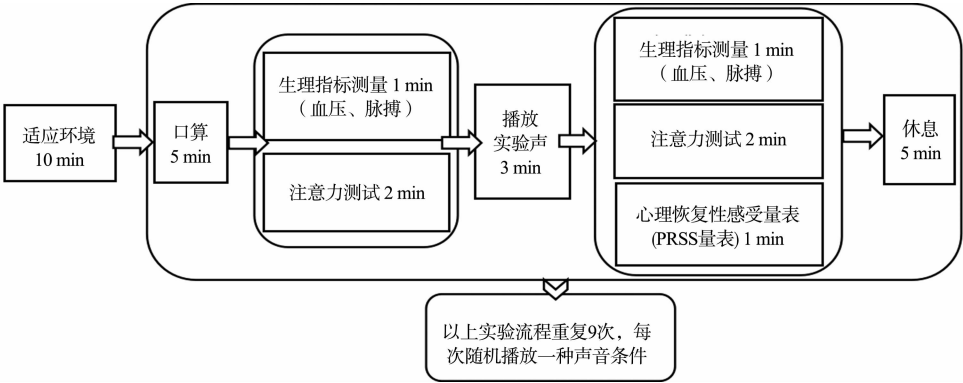 适应环境
10 min
口算
5 min
生理指标测量 1 min
（血压、脉搏）
注意力测试 2 min
播放
实验声
3 min
生理指标测量 1 min
（血压、脉搏）
注意力测试 2 min
心理恢复性感受量表
(PRSS量表) 1 min
休息
5 min
以上实验流程重复9次，每
次随机播放一种声音条件